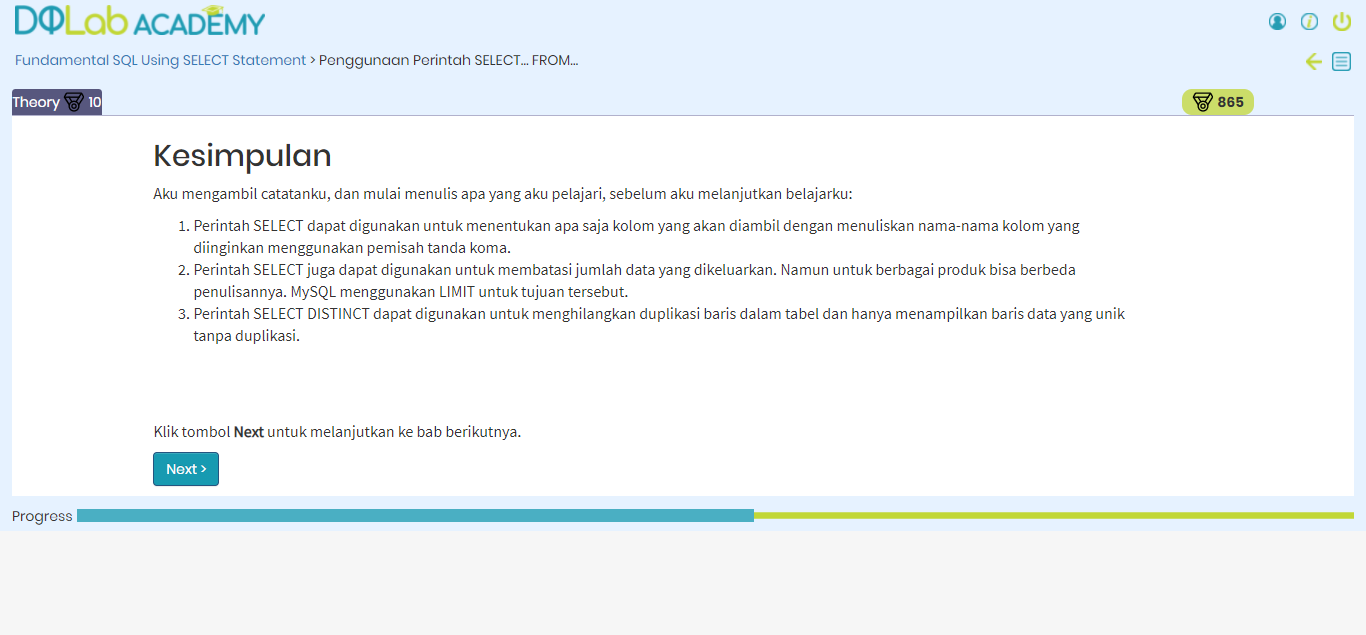 DQLab ACADEMY
Fundamental SQL Using SELECT Statement > Penggunaan Perintah SELECT... FROM...
Theory 10
865
Kesimpulan
Aku mengambil catatanku, dan mulai menulis apa yang aku pelajari, sebelum aku melanjutkan belajarku:
1. Perintah SELECT dapat digunakan untuk menentukan apa saja kolom yang akan diambil dengan menuliskan nama-nama kolom yang
diinginkan menggunakan pemisah tanda koma.
2. Perintah SELECT juga dapat digunakan untuk membatasi jumlah data yang dikeluarkan. Namun untuk berbagai produk bisa berbeda
penulisannya. MySQL menggunakan LIMIT untuk tujuan tersebut.
3. Perintah SELECT DISTINCT dapat digunakan untuk menghilangkan duplikasi baris dalam tabel dan hanya menampilkan baris data yang unik
tanpa duplikasi.
Klik tombol Next untuk melanjutkan ke bab berikutnya.
Next >
Progress